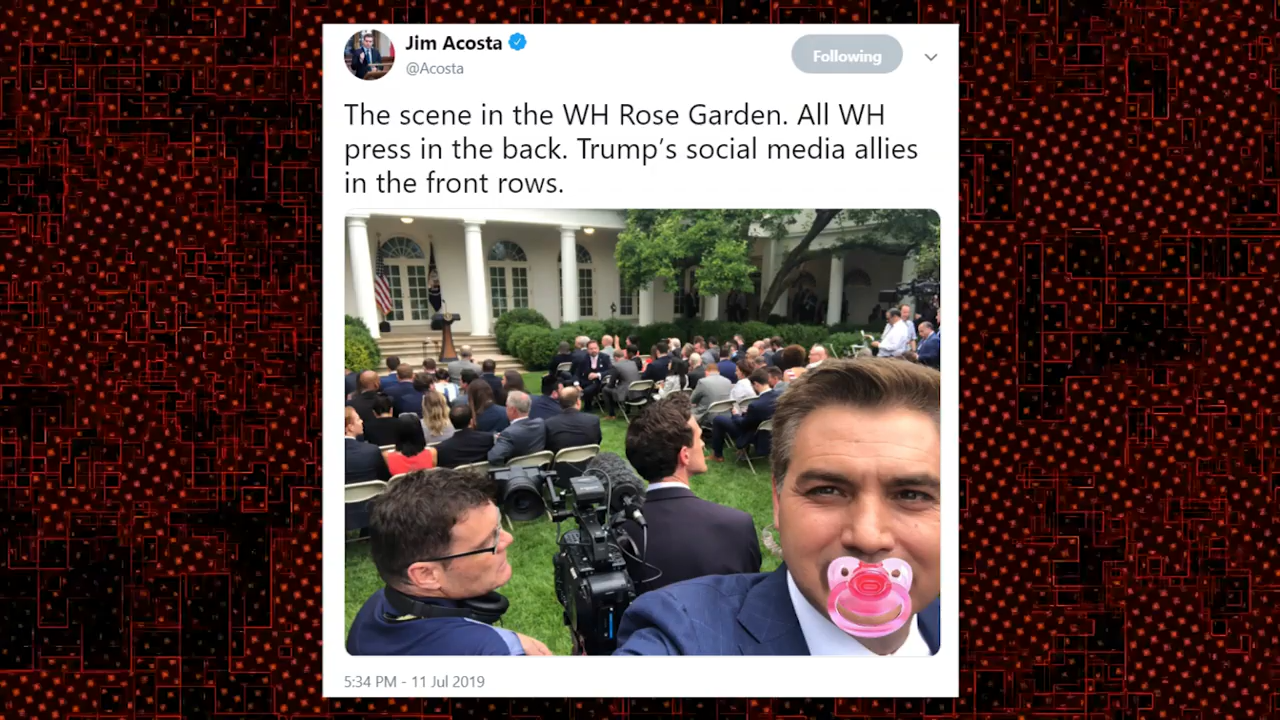 Jim Acosta
@Acosta
Following
The scene in the WH Rose Garden. All WH
press in the back. Trump’s social media allies
in the front rows.
5:34 PM - 11 Jul 2019